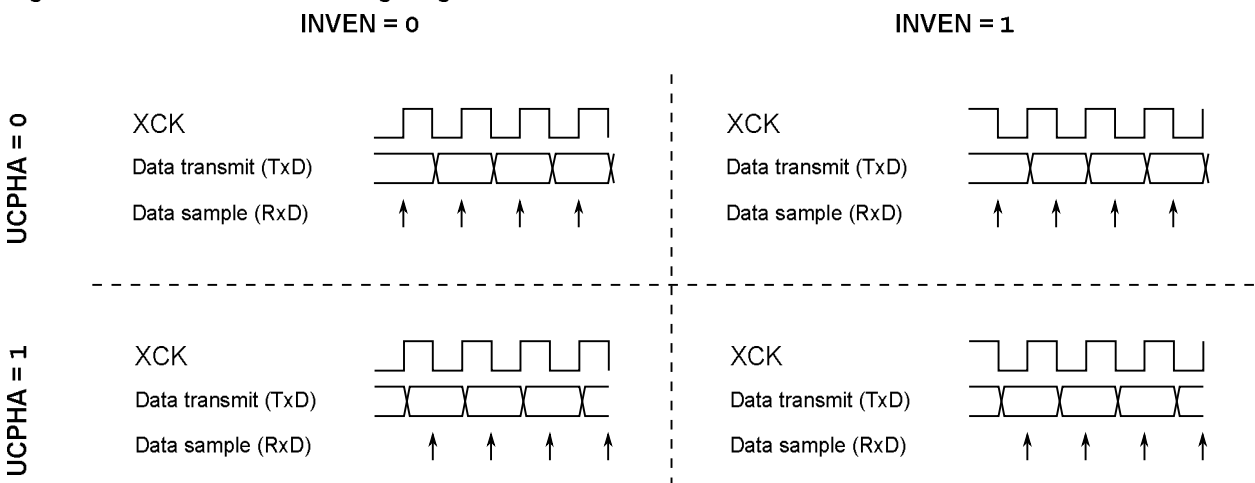 INVEN = 0
INVEN = 1
UCPHA = 0
XCK
Data transmit (TxD)
Data sample (RxD)
XCK
Data transmit (TxD)
Data sample (RxD)
UCPHA = 1
XCK
Data transmit (TxD)
Data sample (RxD)
XCK
Data transmit (TxD)
Data sample (RxD)